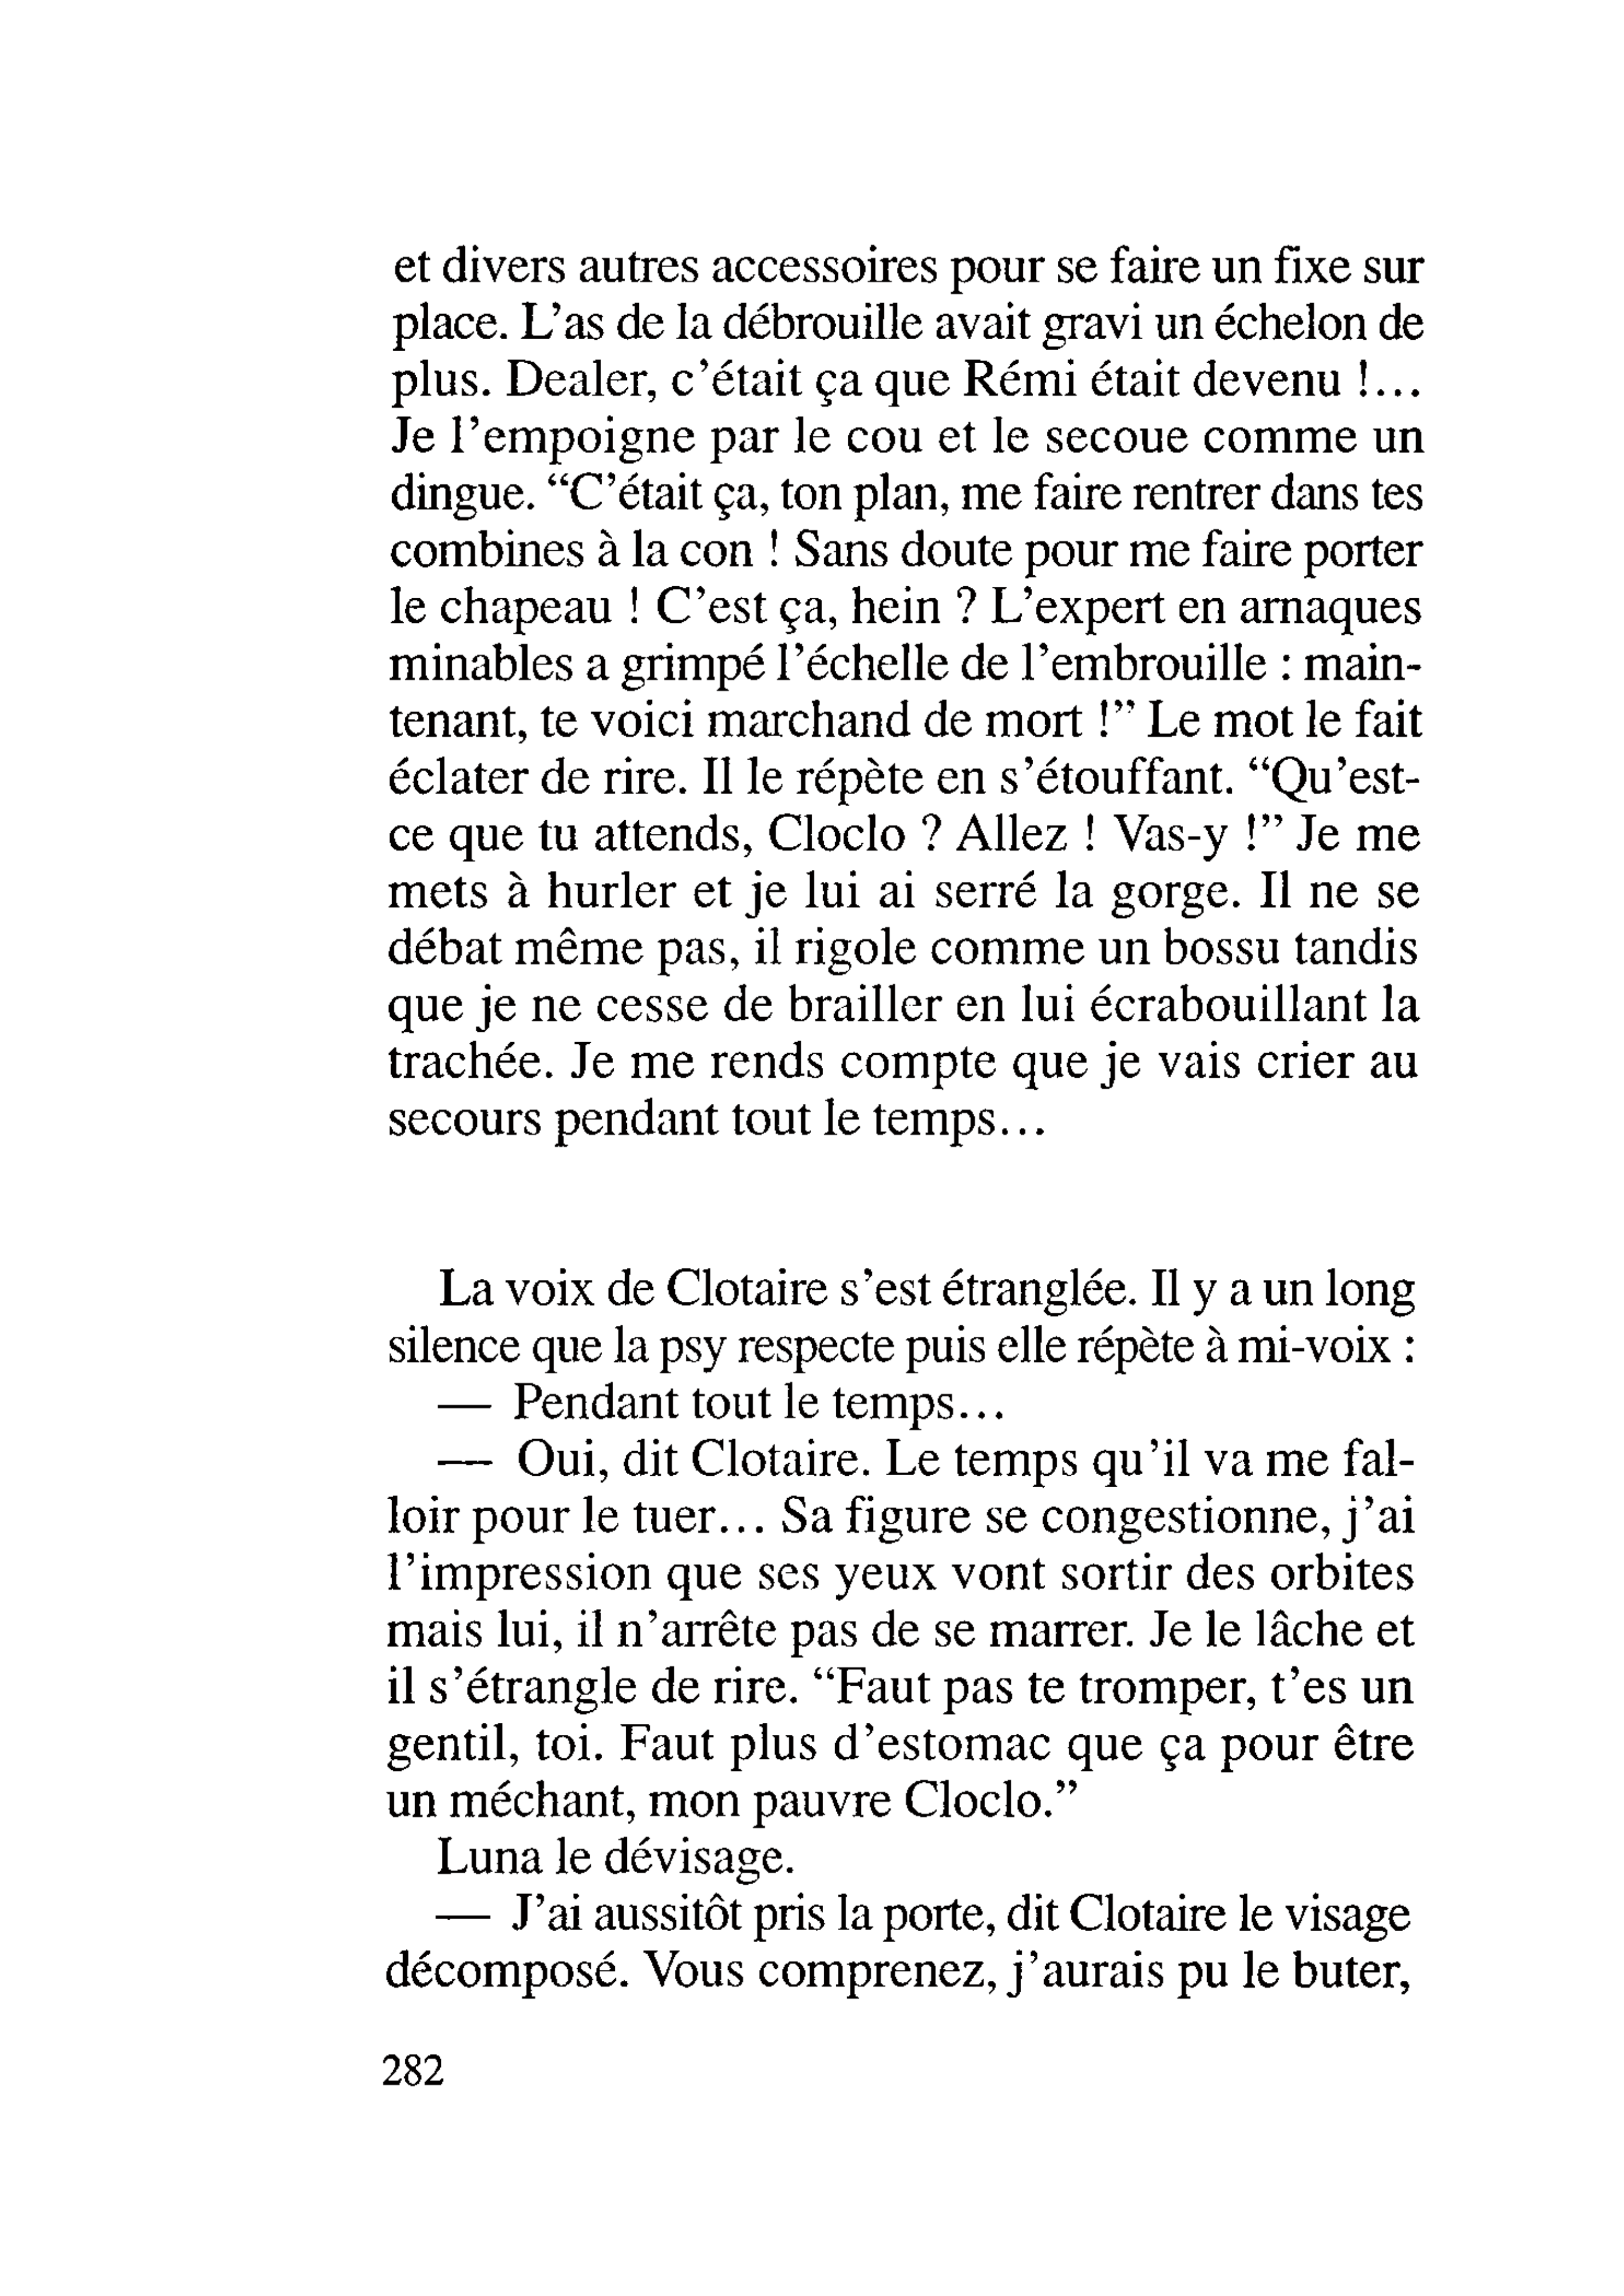 et divers autres accessoires pour se faire un fixe sur
place. L’as de la débrouille avait gravi un échelon de
plus. Dealer, c’était ça que Rémi était devenu !…
Je l’empoigne par le cou et le secoue comme un
dingue. “C’était ça, ton plan, me faire rentrer dans tes
combines à la con ! Sans doute pour me faire porter
le chapeau ! C’est ça, hein ? L’expert en arnaques
minables a grimpé l’échelle de l’embrouille : main-
tenant, te voici marchand de mort !” Le mot le fait
éclater de rire. Il le répète en s’étouffant. “Qu’est-
ce que tu attends, Cloclo ? Allez ! Vas-y !” Je me
mets à hurler et je lui ai serré la gorge. Il ne se
débat même pas, il rigole comme un bossu tandis
que je ne cesse de brailler en lui écrabouillant la
trachée. Je me rends compte que je vais crier au
secours pendant tout le temps…
La voix de Clotaire s’est étranglée. Il y a un long
silence que la psy respecte puis elle répète à mi-voix :
— Pendant tout le temps…
— Oui, dit Clotaire. Le temps qu’il va me fal-
loir pour le tuer… Sa figure se congestionne, j’ai
l’impression que ses yeux vont sortir des orbites
mais lui, il n’arrête pas de se marrer. Je le lâche et
il s’étrangle de rire. “Faut pas te tromper, t’es un
gentil, toi. Faut plus d’estomac que ça pour être
un méchant, mon pauvre Cloclo.”
Luna le dévisage.
— J’ai aussitôt pris la porte, dit Clotaire le visage
décomposé. Vous comprenez, j’aurais pu le buter,
282